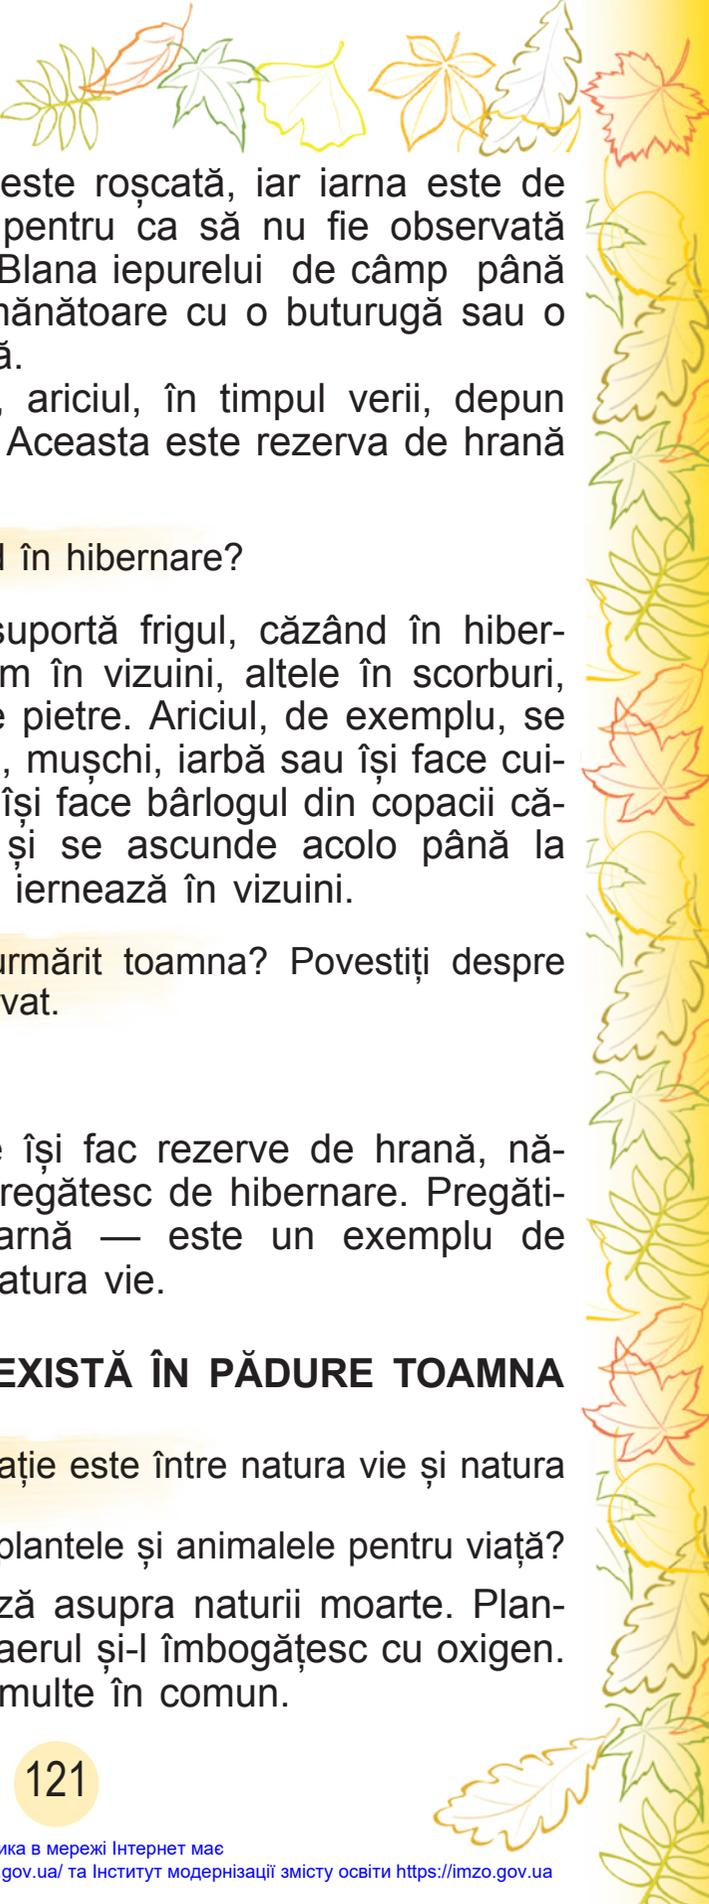 este roșcată, iar iarna este de
pentru ca să nu fie observată
Blana iepurelui de câmp până
mănătoare cu o buturugă sau o
ă.
, ariciul, în timpul verii, depun
Aceasta este rezerva de hrană
în hibernare?
suportă frigul, căzând în hiber-
m în vizuini, altele în scorburi,
e pietre. Ariciul, de exemplu, se
, mușchi, iarbă sau își face cui-
își face bârlogul din copacii că-
și se ascunde acolo până la
iernează în vizuini.
urmărit toamna? Povestiți despre
vat.
e își fac rezerve de hrană, nă-
regătesc de hibernare. Pregăti-
arnă — este un exemplu de
atura vie.
EXISTĂ ÎN PĂDURE TOAMNA
ație este între natura vie și natura
plantele și animalele pentru viață?
ză asupra naturii moarte. Plan-
aerul și-l îmbogățesc cu oxigen.
multe în comun.
121
ика в мережі Інтернет має
.gov.ua/ та Інститут модернізації змісту освіти https://imzo.gov.ua